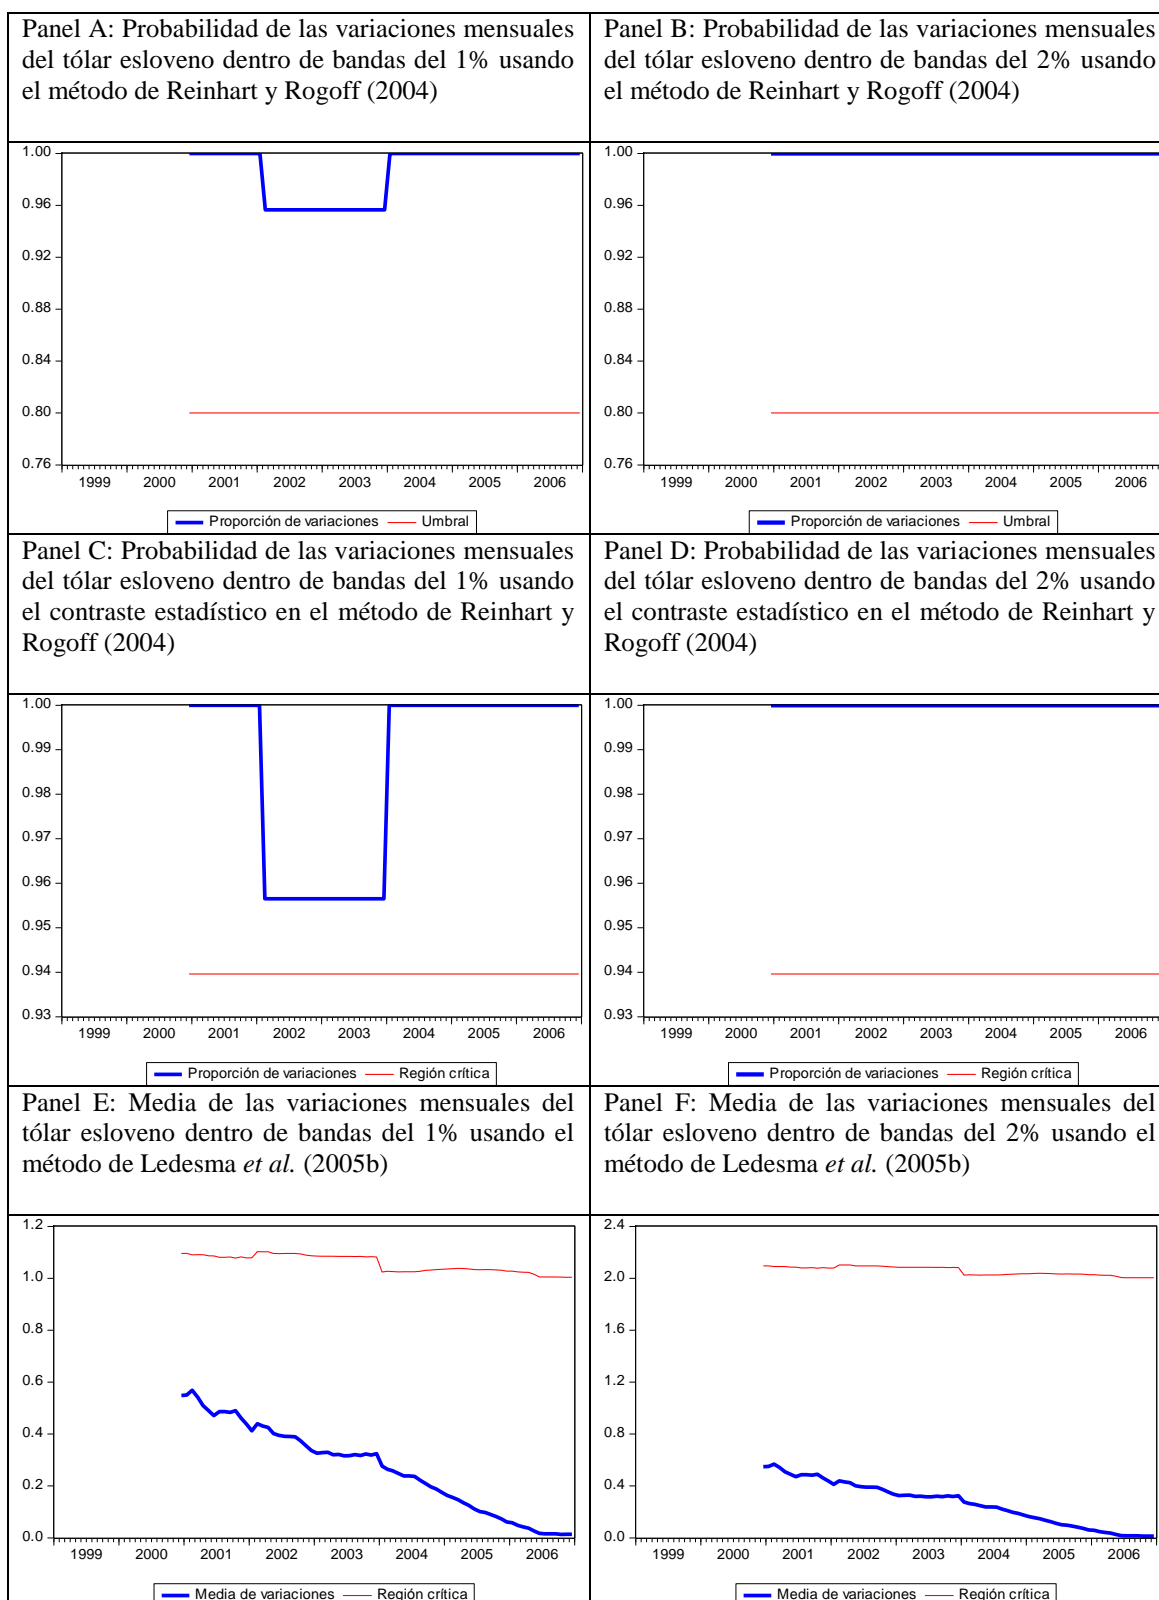 Panel A: Probabilidad de las variaciones mensuales
del tólar esloveno dentro de bandas del 1% usando
el método de Reinhart y Rogoff (2004)
Panel B: Probabilidad de las variaciones mensuales
del tólar esloveno dentro de bandas del 2% usando
el método de Reinhart y Rogoff (2004)
1.00
0.96
0.92
0.88
0.84
0.80
0.76
1999 2000 2001 2002 2003 2004 2005 2006
Proporción de variaciones Umbral
1.00
0.96
0.92
0.88
0.84
0.80
0.76
1999 2000 2001 2002 2003 2004 2005 2006
Proporción de variaciones Umbral
Panel C: Probabilidad de las variaciones mensuales
del tólar esloveno dentro de bandas del 1% usando
el contraste estadístico en el método de Reinhart y
Rogoff (2004)
Panel D: Probabilidad de las variaciones mensuales
del tólar esloveno dentro de bandas del 2% usando
el contraste estadístico en el método de Reinhart y
Rogoff (2004)
1.00
0.99
0.98
0.97
0.96
0.95
0.94
0.93
1999 2000 2001 2002 2003 2004 2005 2006
Proporción de variaciones Región crítica
1.00
0.99
0.98
0.97
0.96
0.95
0.94
0.93
1999 2000 2001 2002 2003 2004 2005 2006
Proporción de variaciones Región crítica
Panel E: Media de las variaciones mensuales del
tólar esloveno dentro de bandas del 1% usando el
método de Ledesma et al. (2005b)
Panel F: Media de las variaciones mensuales del
tólar esloveno dentro de bandas del 2% usando el
método de Ledesma et al. (2005b)
1.2
1.0
0.8
0.6
0.4
0.2
0.0
1999 2000 2001 2002 2003 2004 2005 2006
Media de variaciones Región crítica
2.4
2.0
1.6
1.2
0.8
0.4
0.0
1999 2000 2001 2002 2003 2004 2005 2006
Media de variaciones Región crítica